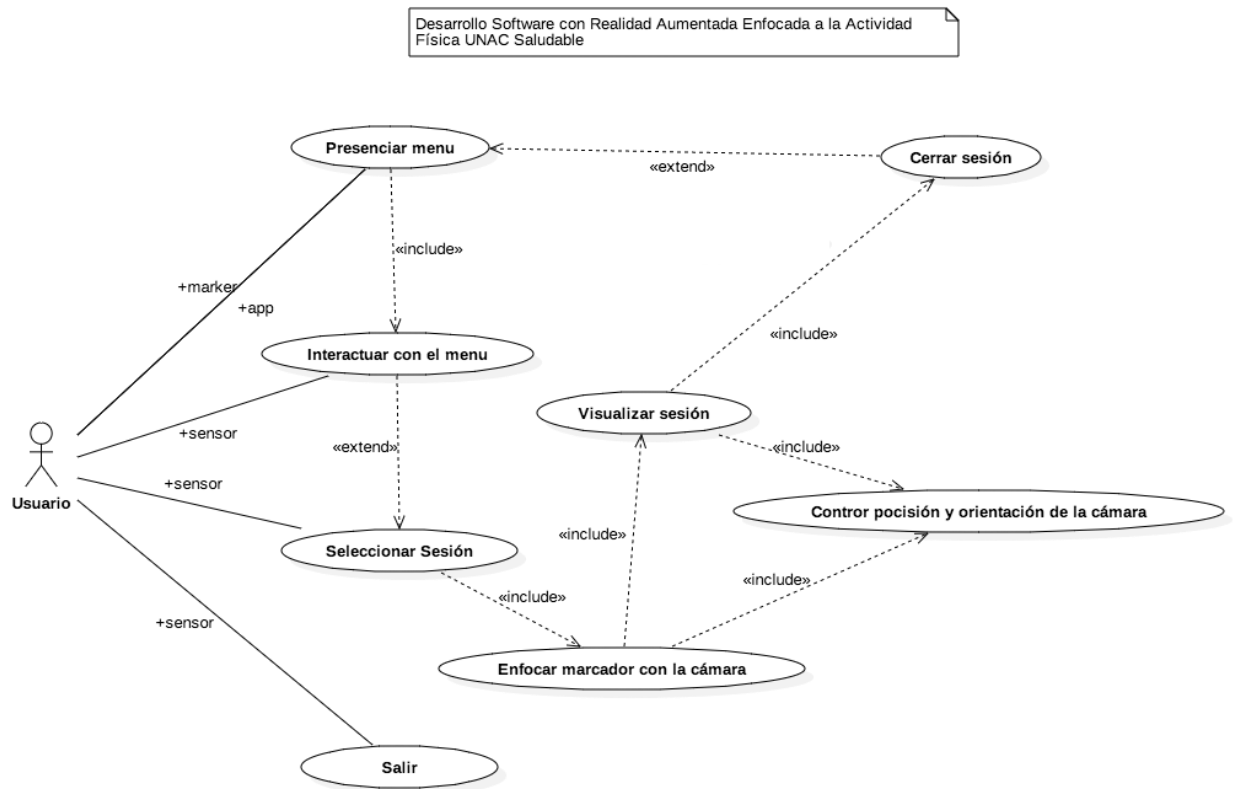 Desarrollo Software con Realidad Aumentada Enfocada a la Actividad
Física UNAC Saludable
Presenciar menu
Cerrar sesión
«extend»
«include»
+marker
+app
«include»
Interactuar con el menu
Visualizar sesión
+sensor
«extend»
«include»
+sensor
Usuario
Contror pocisión y orientación de la cámara
«include»
Seleccionar Sesión
«include»
«include»
+sensor
Enfocar marcador con la cámara
Salir